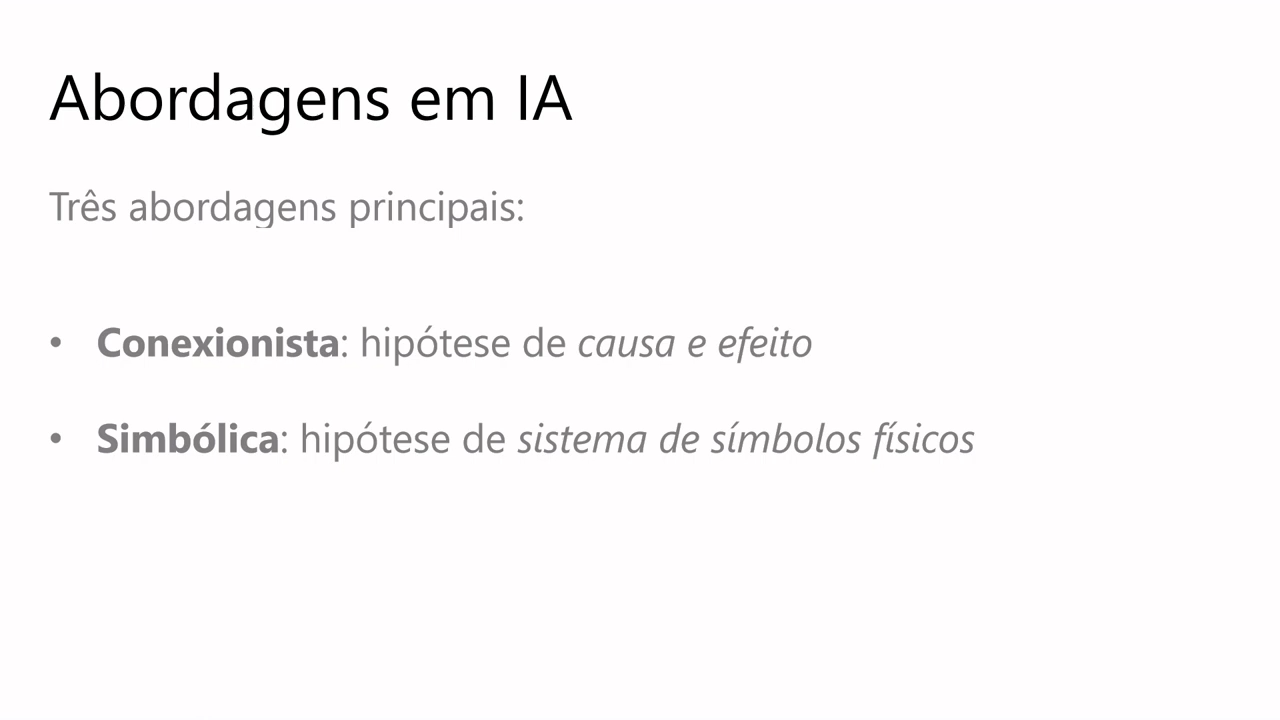 Abordagens em IA
Três abordagens principais:
• Conexionista: hipótese de causa e efeito
• Simbólica: hipótese de sistema de símbolos físicos